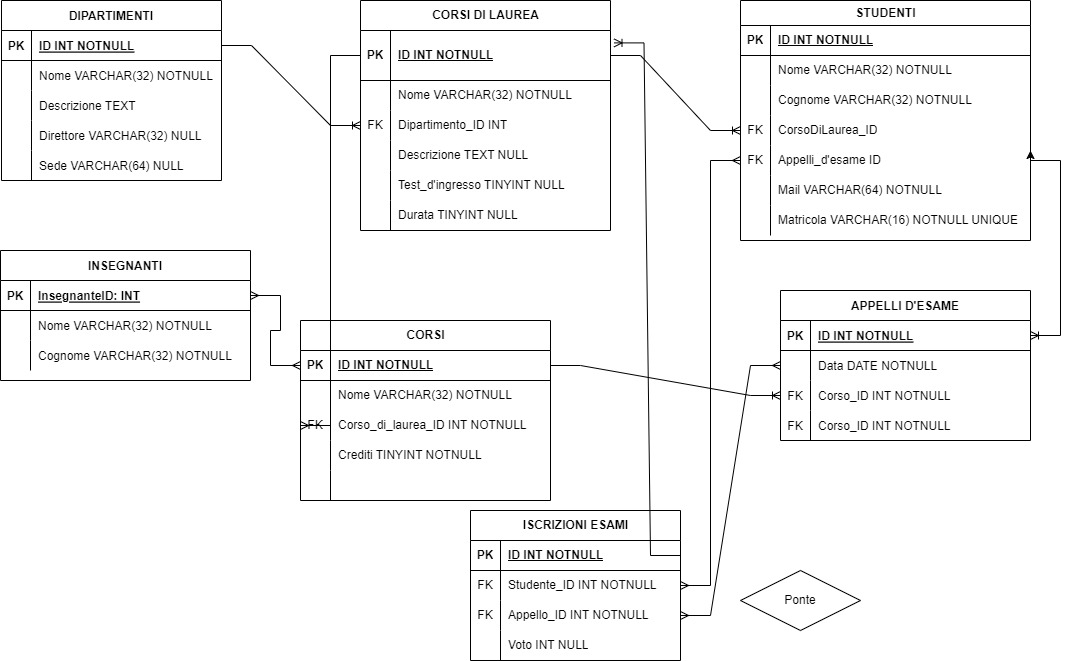 DIPARTIMENTI
PK ID INT NOTNULL
Nome VARCHAR(32) NOTNULL
Descrizione TEXT
Direttore VARCHAR(32) NULL
Sede VARCHAR(64) NULL
CORSI DI LAUREA
PK ID INT NOTNULL
Nome VARCHAR(32) NOTNULL
FK Dipartimento_ID INT
Descrizione TEXT NULL
Test_d'ingresso TINYINT NULL
Durata TINYINT NULL
STUDENTI
PK ID INT NOTNULL
Nome VARCHAR(32) NOTNULL
Cognome VARCHAR(32) NOTNULL
FK CorsoDiLaurea_ID
FK Appelli_d'esame ID
Mail VARCHAR(64) NOTNULL
Matricola VARCHAR(16) NOTNULL UNIQUE
INSEGNANTI
PK InsegnanteID: INT
Nome VARCHAR(32) NOTNULL
Cognome VARCHAR(32) NOTNULL
CORSI
PK ID INT NOTNULL
Nome VARCHAR(32) NOTNULL
FK Corso_di_laurea_ID INT NOTNULL
Crediti TINYINT NOTNULL
APPELLI D'ESAME
PK ID INT NOTNULL
Data DATE NOTNULL
FK Corso_ID INT NOTNULL
FK Corso_ID INT NOTNULL
ISCRIZIONI ESAMI
PK ID INT NOTNULL
FK Studente_ID INT NOTNULL
FK Appello_ID INT NOTNULL
Voto INT NULL
Ponte